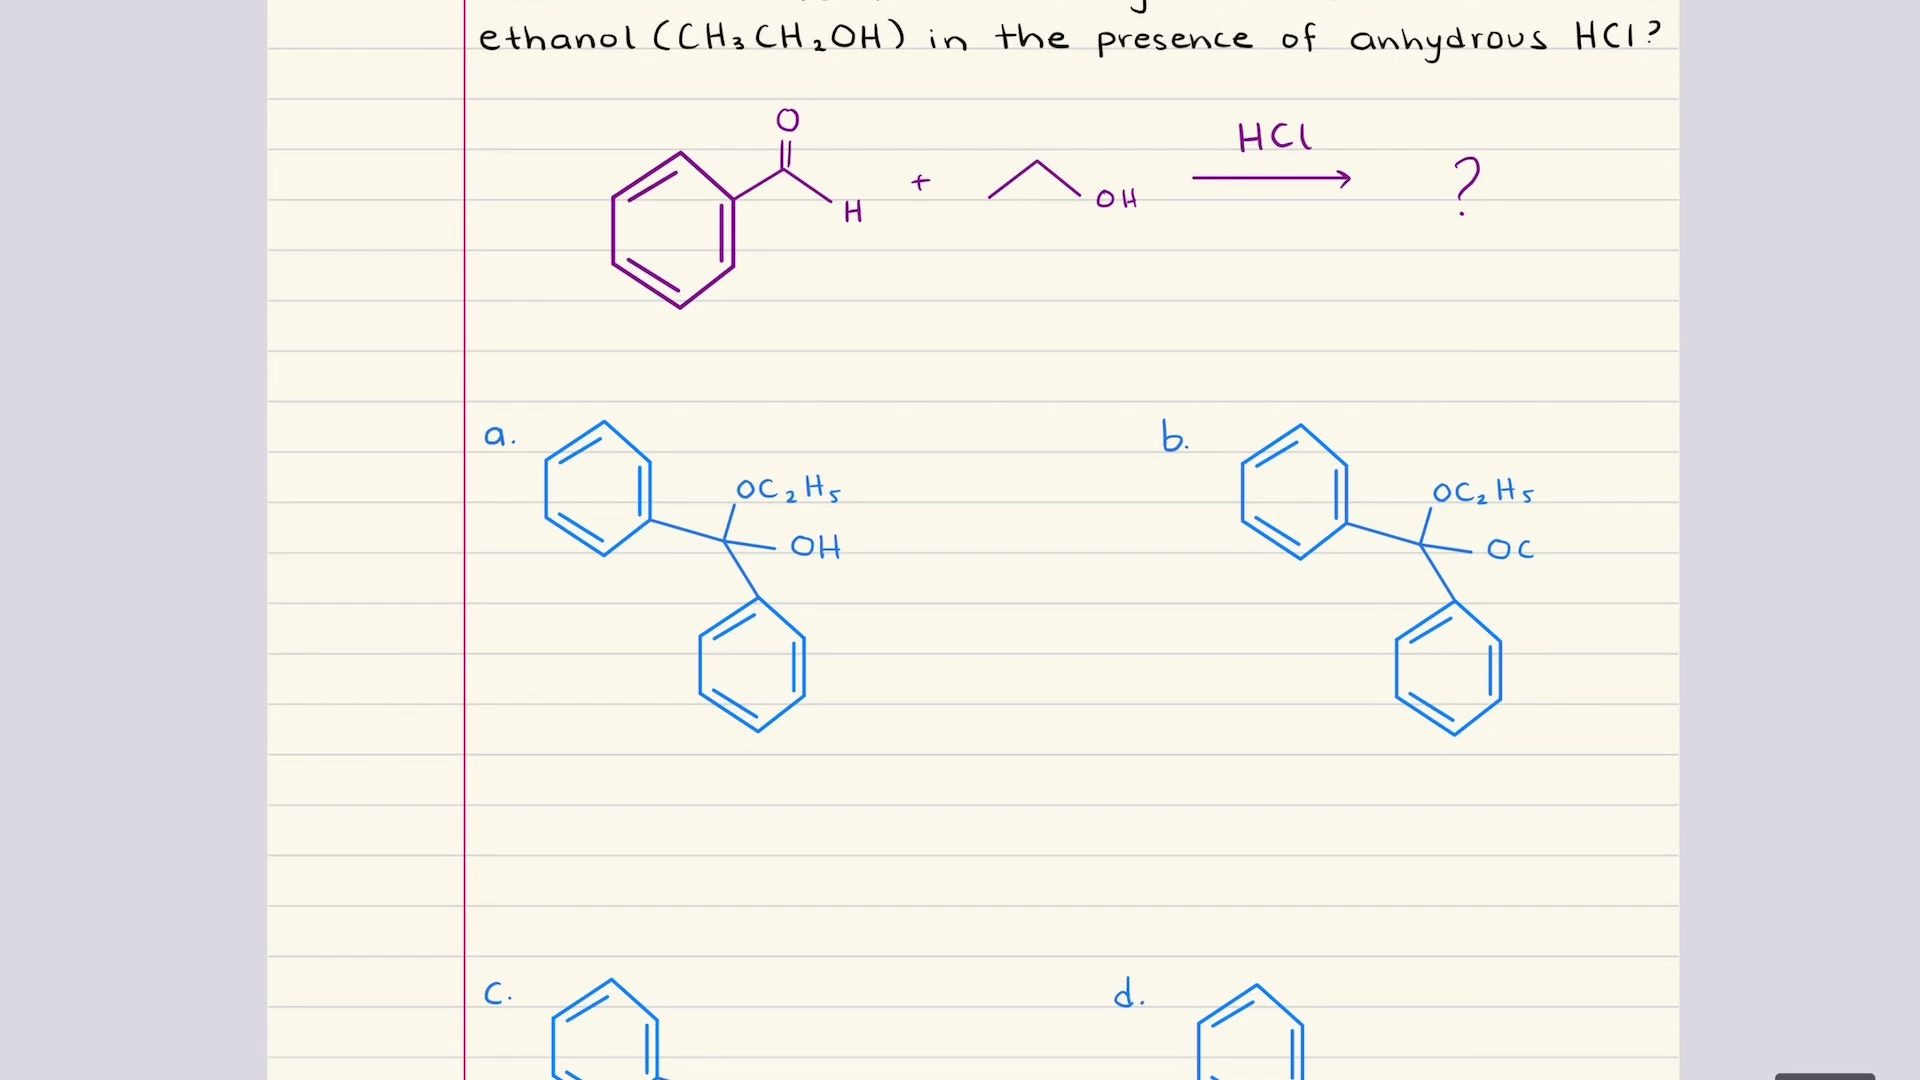 ethanol (CH₃CH₂OH) in the presence of anhydrous HCl?
O
HCl
+
?
OH
H
a.
b.
OC₂H₅
OC₂H₅
OH
OC
c.
d.